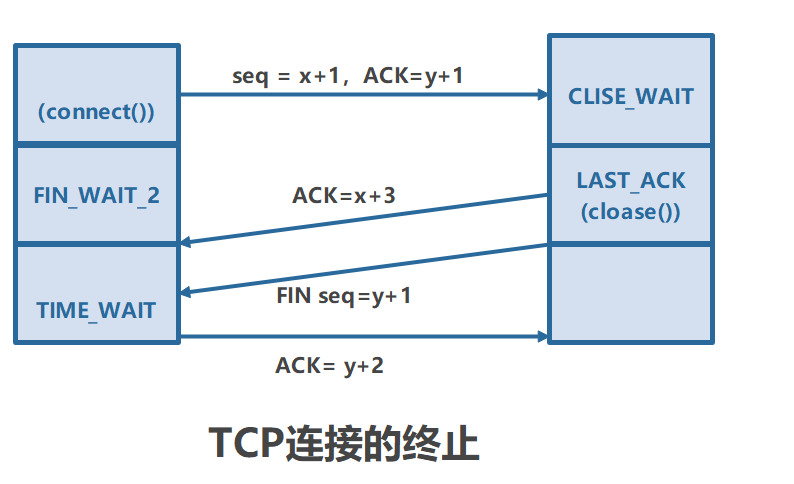 seq = x+1, ACK=y+1
(connect())
CLISE_WAIT
FIN_WAIT_2
ACK=x+3
LAST_ACK
(cloase())
FIN seq=y+1
TIME_WAIT
ACK= y+2
TCP连接的终止